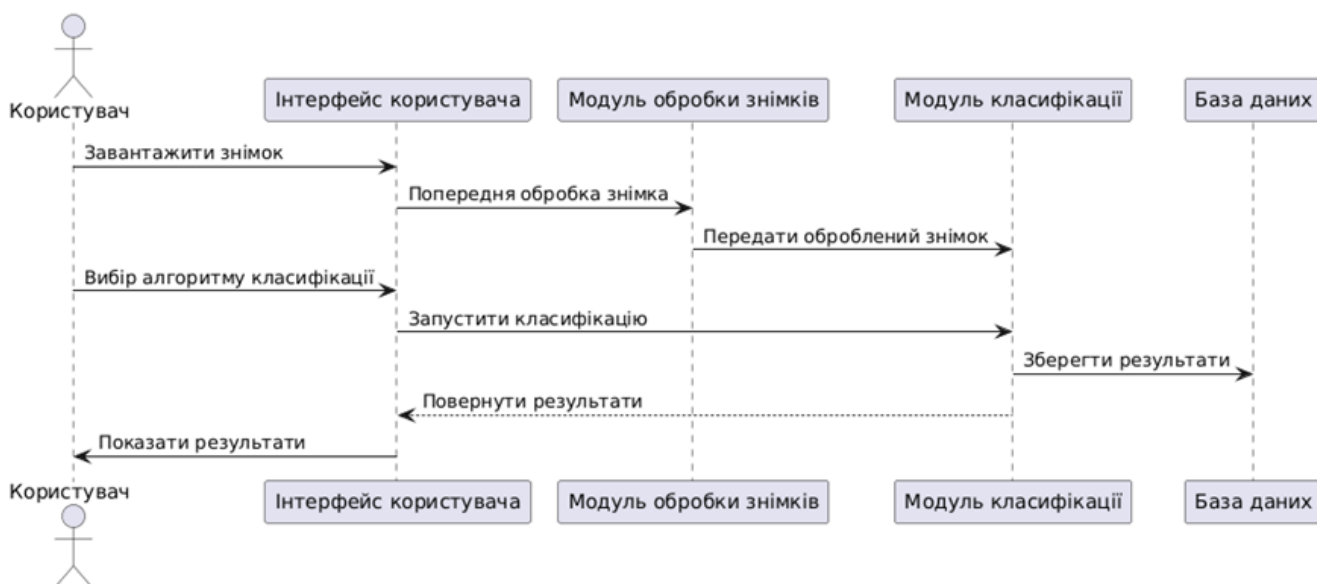 Користувач
Інтерфейс користувача
Модуль обробки знімків
Модуль класифікації
База даних
Завантажити знімок
Попередня обробка знімка
Передати оброблений знімок
Вибір алгоритму класифікації
Запустити класифікацію
Зберегти результати
Повернути результати
Показати результати
Користувач
Інтерфейс користувача
Модуль обробки знімків
Модуль класифікації
База даних